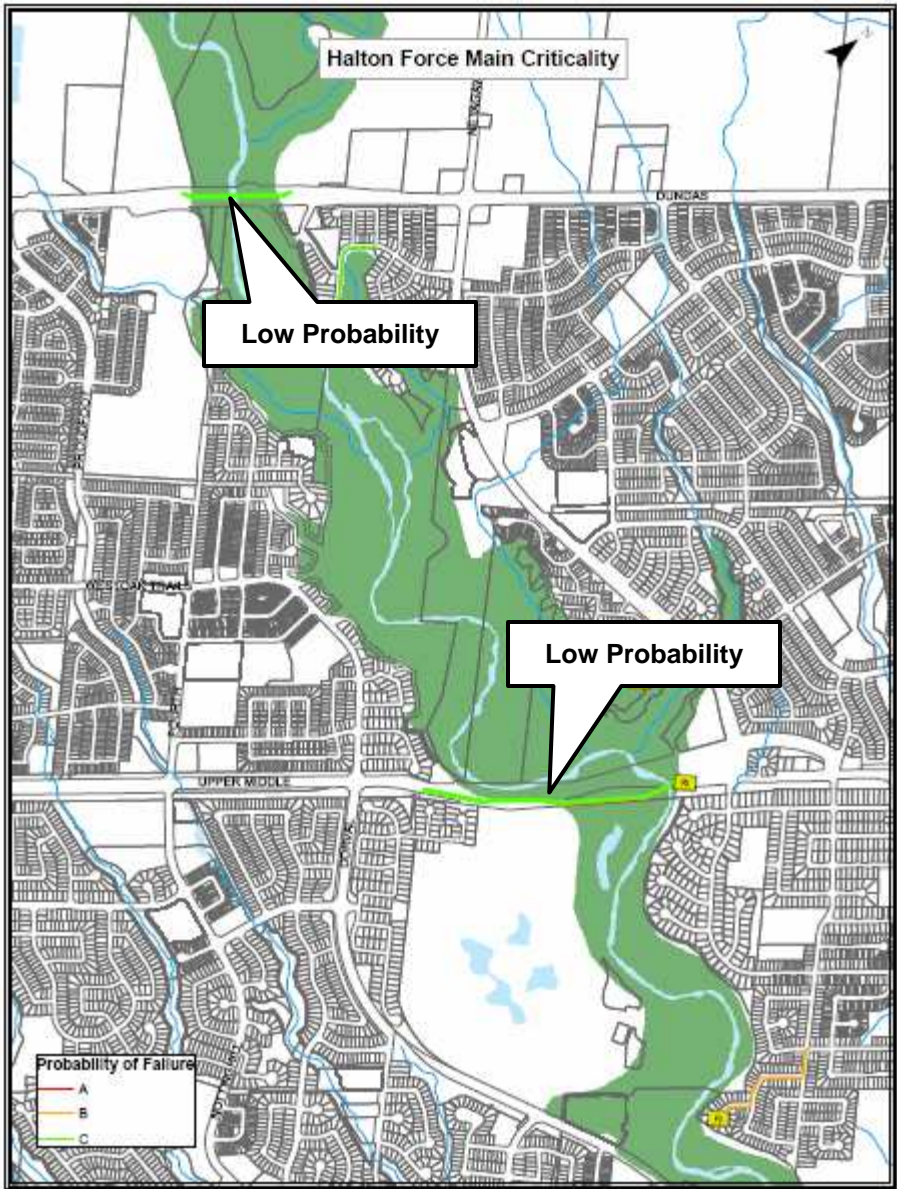 Halton Force Main Criticality
DUNDAS
Low Probability
Low Probability
UPPER MIDDLE
Probability of Failure
A
B
C